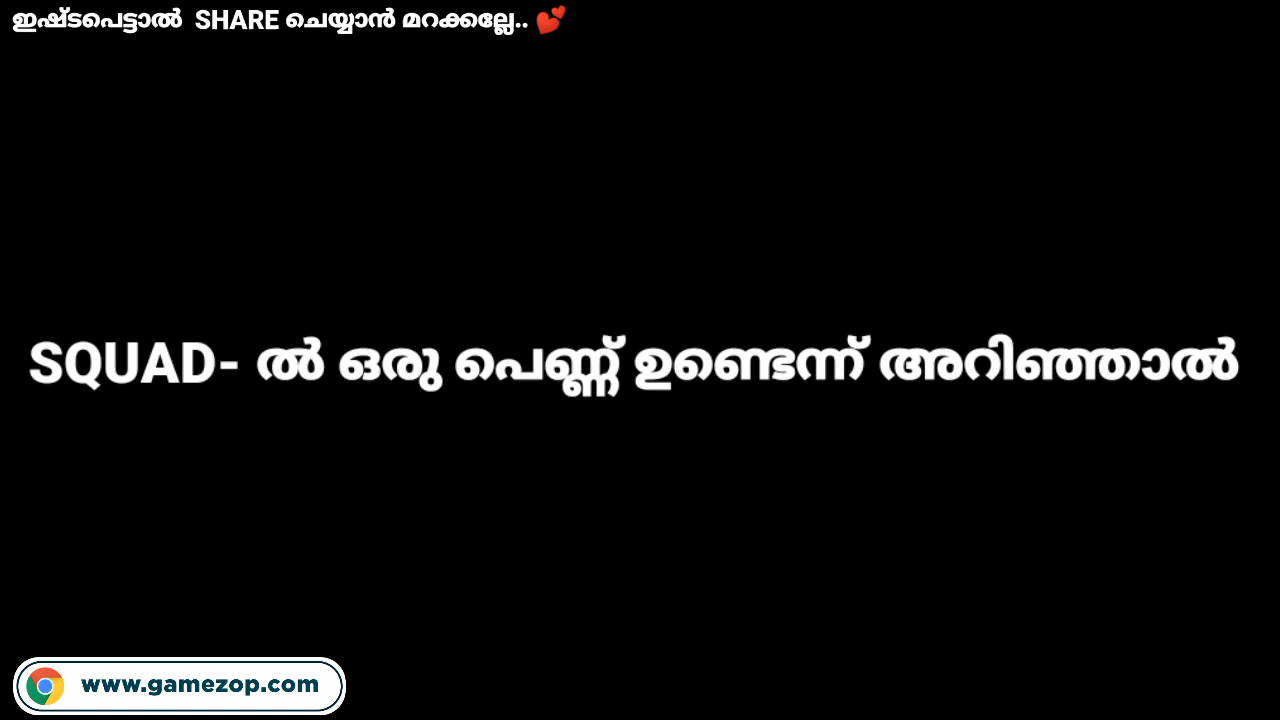 ഇഷ്ടപെട്ടാൽ SHARE ചെയ്യാൻ മറക്കല്ലേ.. 💕
SQUAD- ൽ ഒരു പെണ്ണ് ഉണ്ടെന്ന് അറിഞ്ഞാൽ
www.gamezop.com